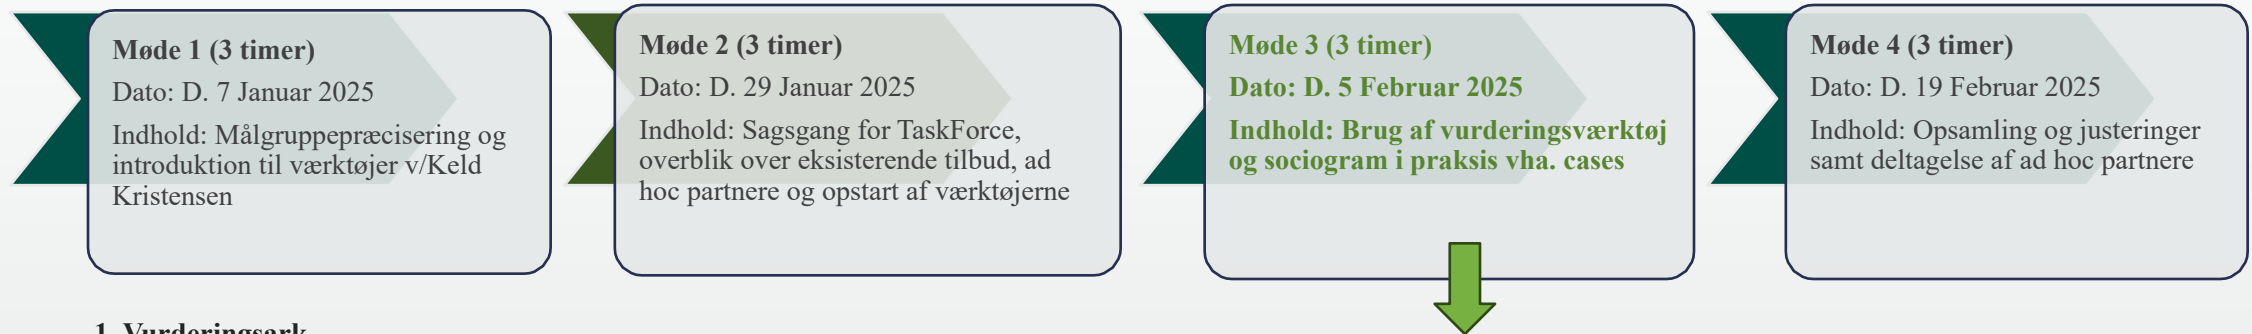 Møde 1 (3 timer)
Dato: D. 7 Januar 2025
Indhold: Målgruppepræcisering og
introduktion til værktøjer v/Keld
Kristensen
Møde 2 (3 timer)
Dato: D. 29 Januar 2025
Indhold: Sagsgang for TaskForce,
overblik over eksisterende tilbud, ad
hoc partnere og opstart af værktøjerne
Møde 3 (3 timer)
Dato: D. 5 Februar 2025
Indhold: Brug af vurderingsværktøj
og sociogram i praksis vha. cases
Møde 4 (3 timer)
Dato: D. 19 Februar 2025
Indhold: Opsamling og justeringer
samt deltagelse af ad hoc partnere
1. Vurderingsark